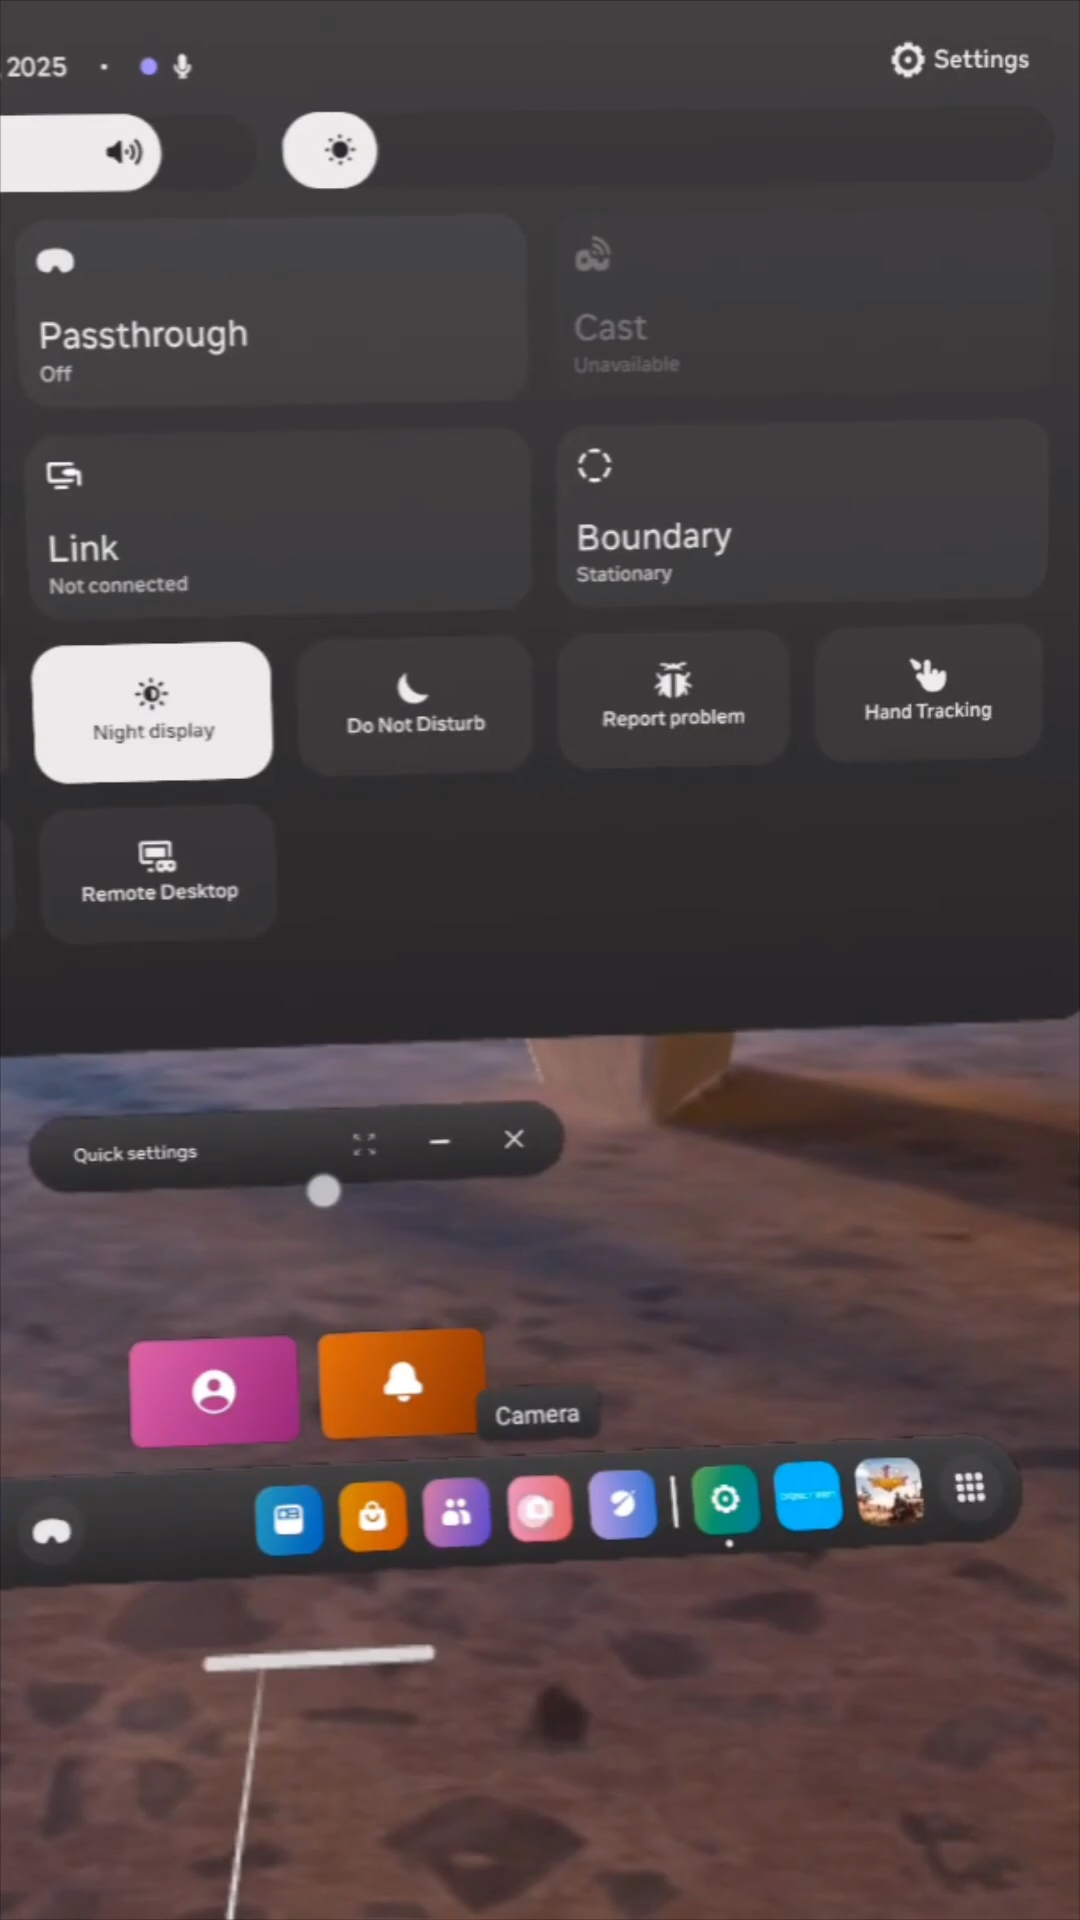 2025
Settings
Passthrough
Off
Cast
Unavailable
Link
Not connected
Boundary
Stationary
Night display
Do Not Disturb
Report problem
Hand Tracking
Remote Desktop
Quick settings
Camera